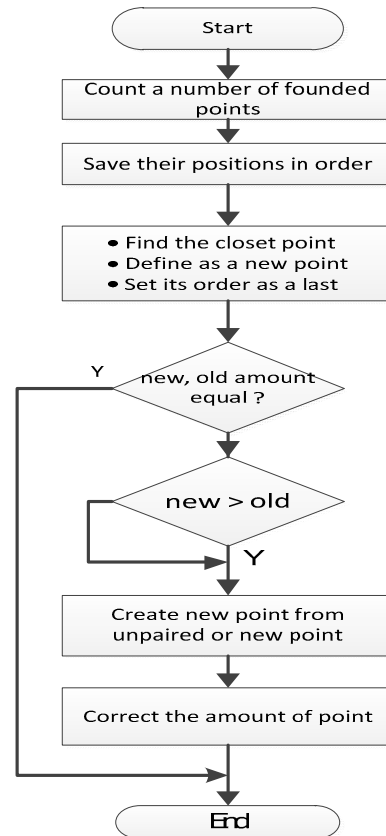 Start
Count a number of founded
points
Save their positions in order
• Find the closet point
• Define as a new point
• Set its order as a last
Y
new, old amount
equal ?
new > old
Y
Create new point from
unpaired or new point
Correct the amount of point
End